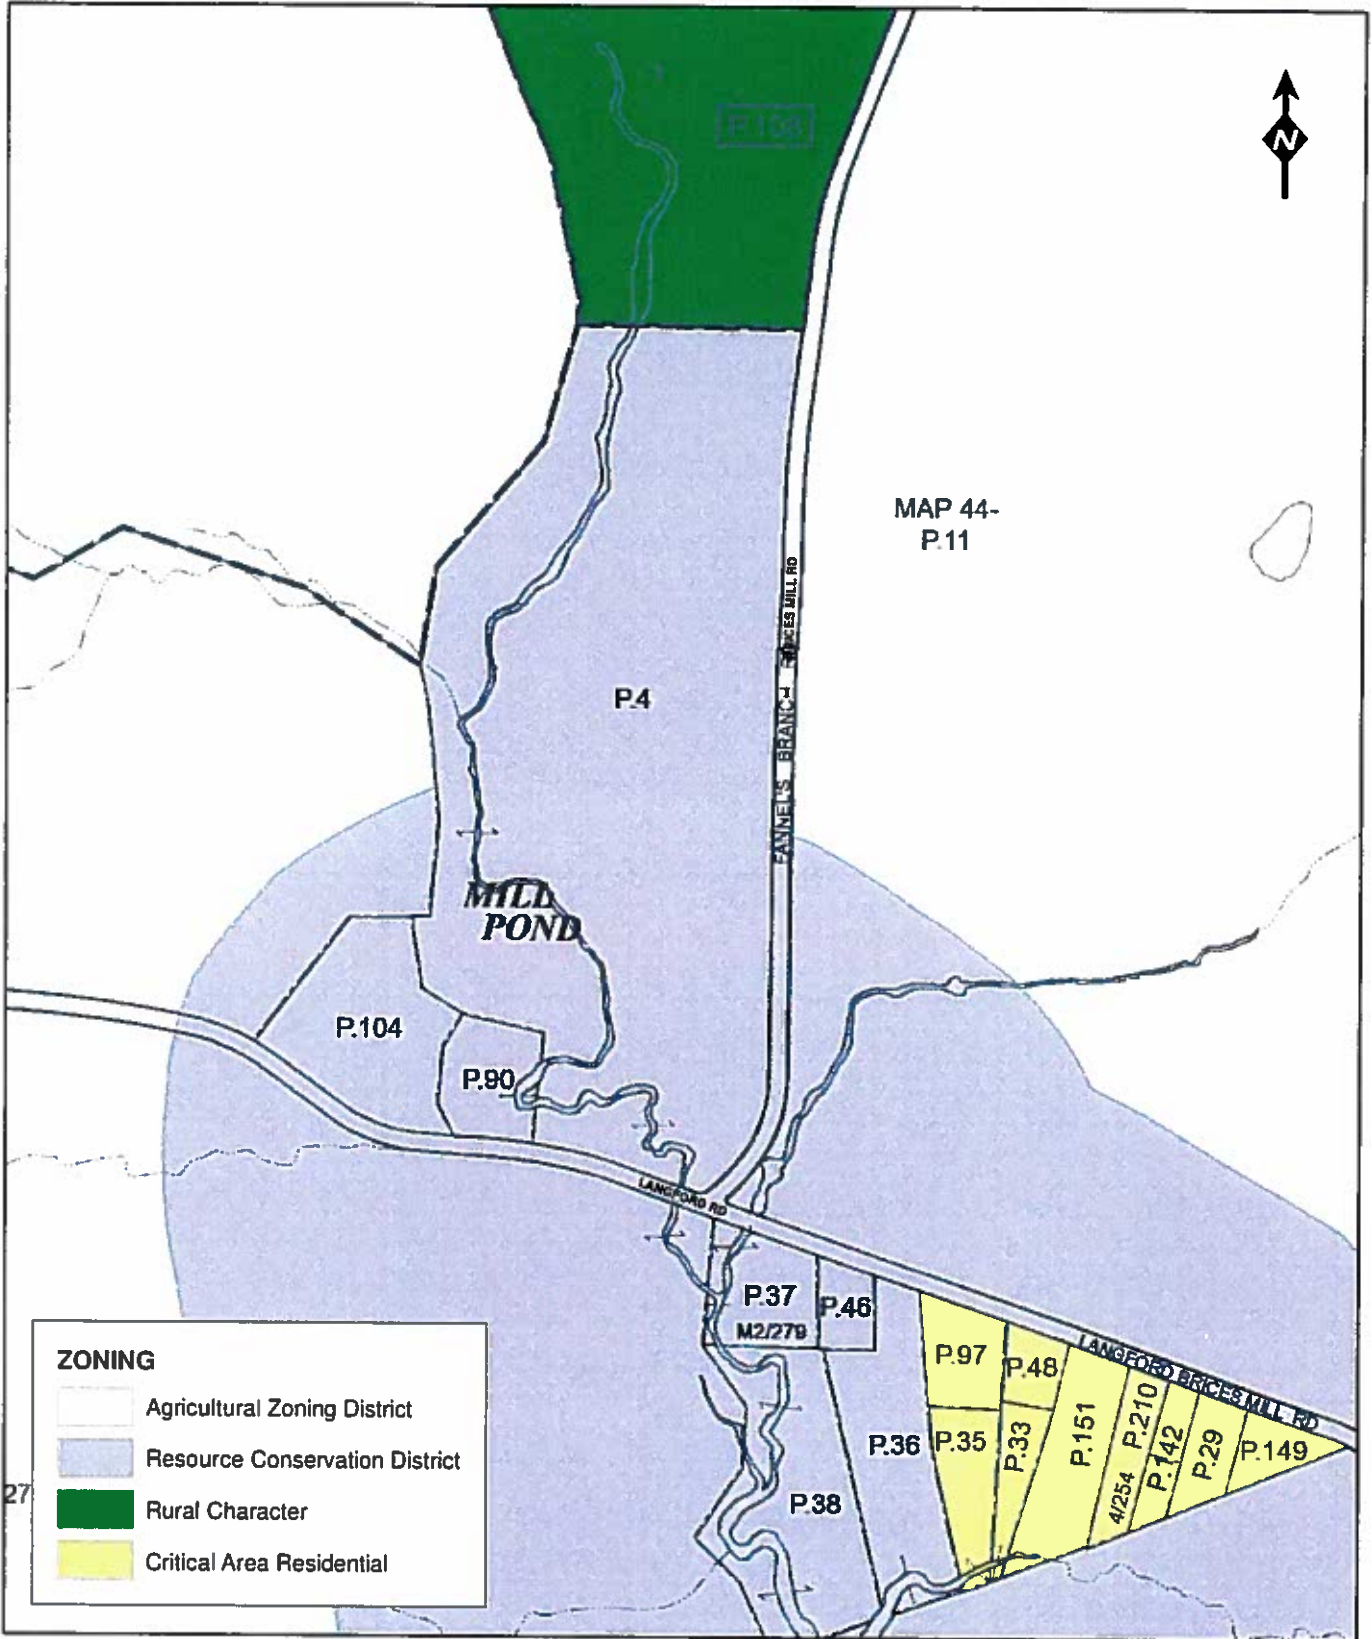 P.108
N
MAP 44-
P.11
BRICES MILL RD
FANNEL'S BRANCH
P.4
MILL
POND
P.104
P.90
LANGFORD RD
P.37
M2/279
P.46
P.97
P.48
LANGFORD BRICES MILL RD
P.36
P.35
P.33
P.151
P.210
4/254
P.142
P.29
P.149
P.38
27
ZONING
Agricultural Zoning District
Resource Conservation District
Rural Character
Critical Area Residential